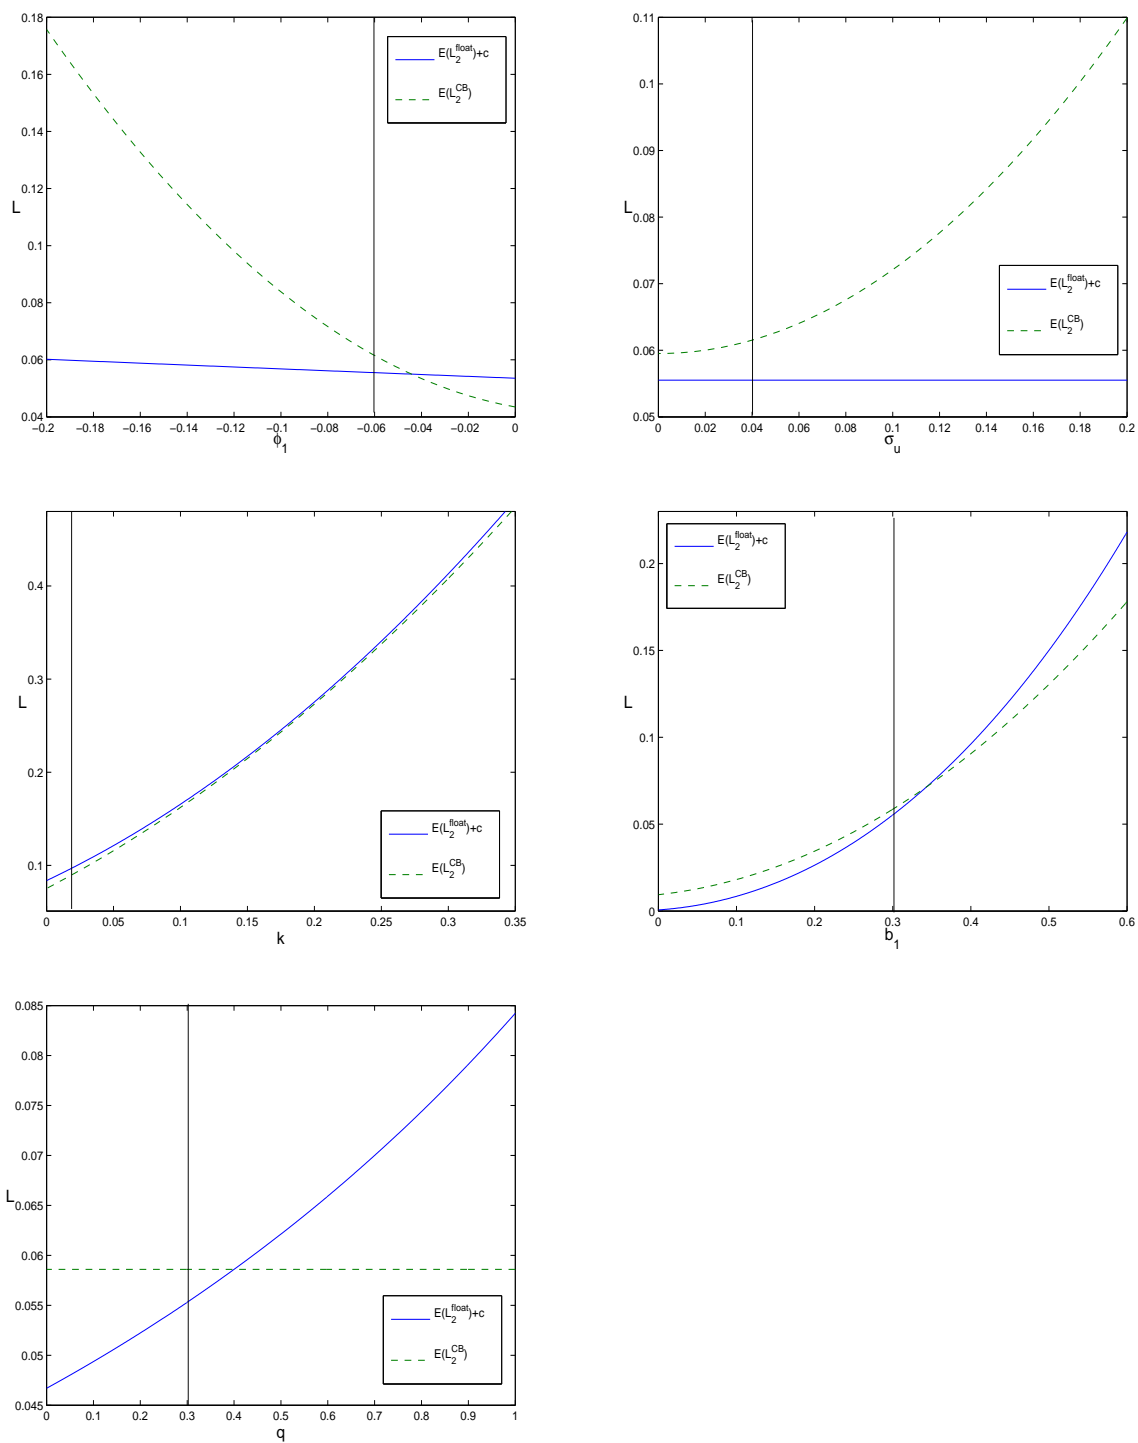 0.18
0.16
0.14
0.12
0.1
0.08
0.06
0.04
L
−0.2 −0.18 −0.16 −0.14 −0.12 −0.1 −0.08 −0.06 −0.04 −0.02 0
ϕ1
E(L2float)+c
E(L2CB)
0.11
0.1
0.09
0.08
0.07
0.06
0.05
L
0 0.02 0.04 0.06 0.08 0.1 0.12 0.14 0.16 0.18 0.2
σu
E(L2float)+c
E(L2CB)
0.4
0.3
0.2
0.1
L
0 0.05 0.1 0.15 0.2 0.25 0.3 0.35
k
E(L2float)+c
E(L2CB)
0.2
0.15
0.1
0.05
0
L
0 0.1 0.2 0.3 0.4 0.5 0.6
b1
E(L2float)+c
E(L2CB)
0.085
0.08
0.075
0.07
0.065
0.06
0.055
0.05
0.045
L
0 0.1 0.2 0.3 0.4 0.5 0.6 0.7 0.8 0.9 1
q
E(L2float)+c
E(L2CB)